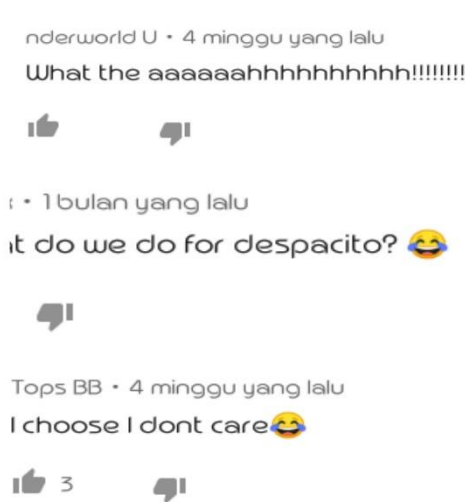 nderworld U • 4 minggu yang lalu
What the aaaaaahhhhhhhhhhh!!!!!!!!
• 1 bulan yang lalu
do we do for despacito? 😂
Tops BB • 4 minggu yang lalu
I choose I dont care😂
3